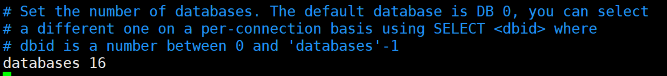 # Set the number of databases. The default database is DB 0, you can select
# a different one on a per-connection basis using SELECT <dbid> where
# dbid is a number between 0 and 'databases'-1
databases 16